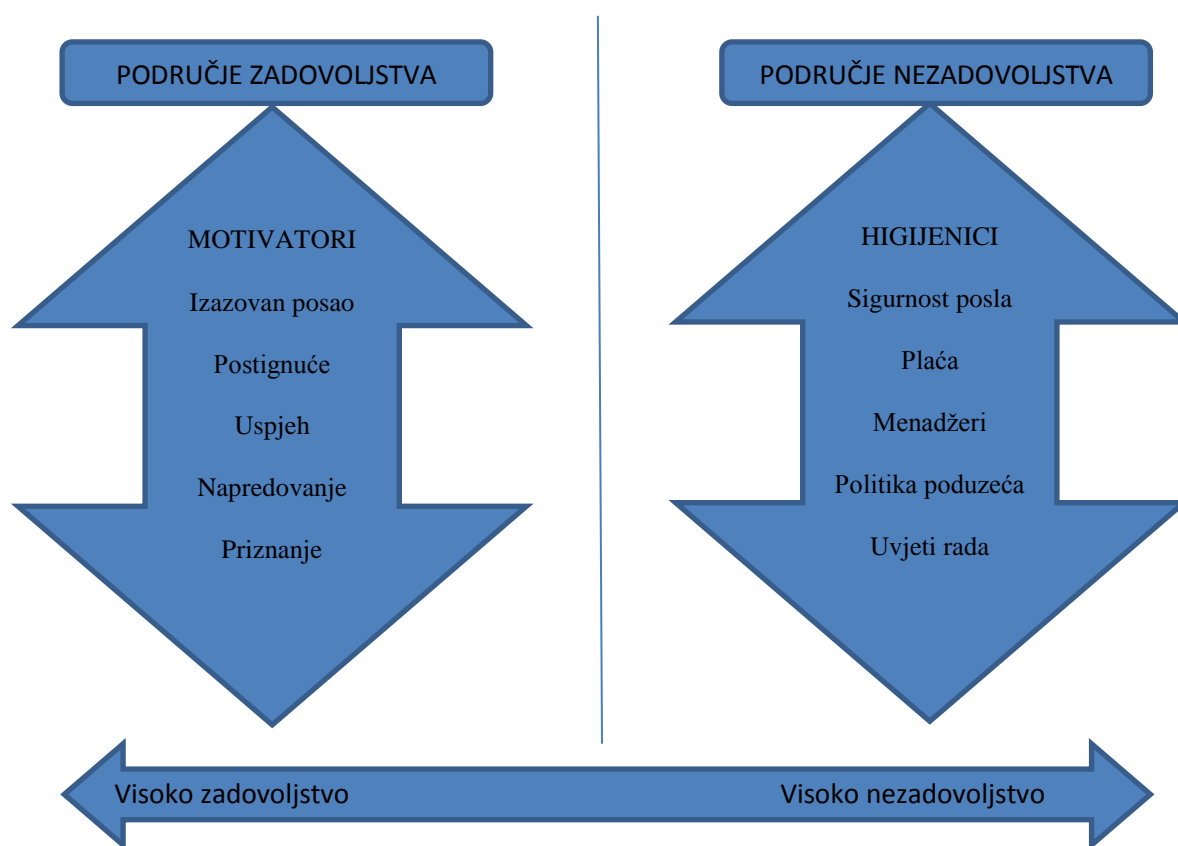 PODRUČJE ZADOVOLJSTVA
MOTIVATORI
Izazovan posao
Postignuće
Uspjeh
Napredovanje
Priznanje
PODRUČJE NEZADOVOLJSTVA
HIGIJENICI
Sigurnost posla
Plaća
Menadžeri
Politika poduzeća
Uvjeti rada
Visoko zadovoljstvo
Visoko nezadovoljstvo